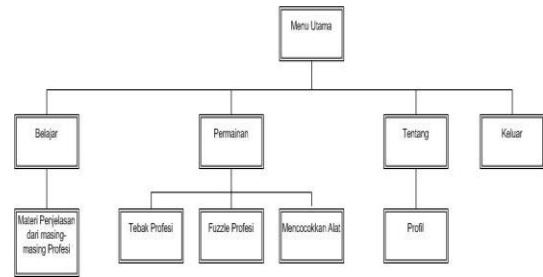 Menu Utama
Belajar
Permainan
Tentang
Keluar
Materi Penjelasan
dari masing-
masing Profesi
Tebak Profesi
Fuzzle Profesi
Mencocokkan Alat
Profil